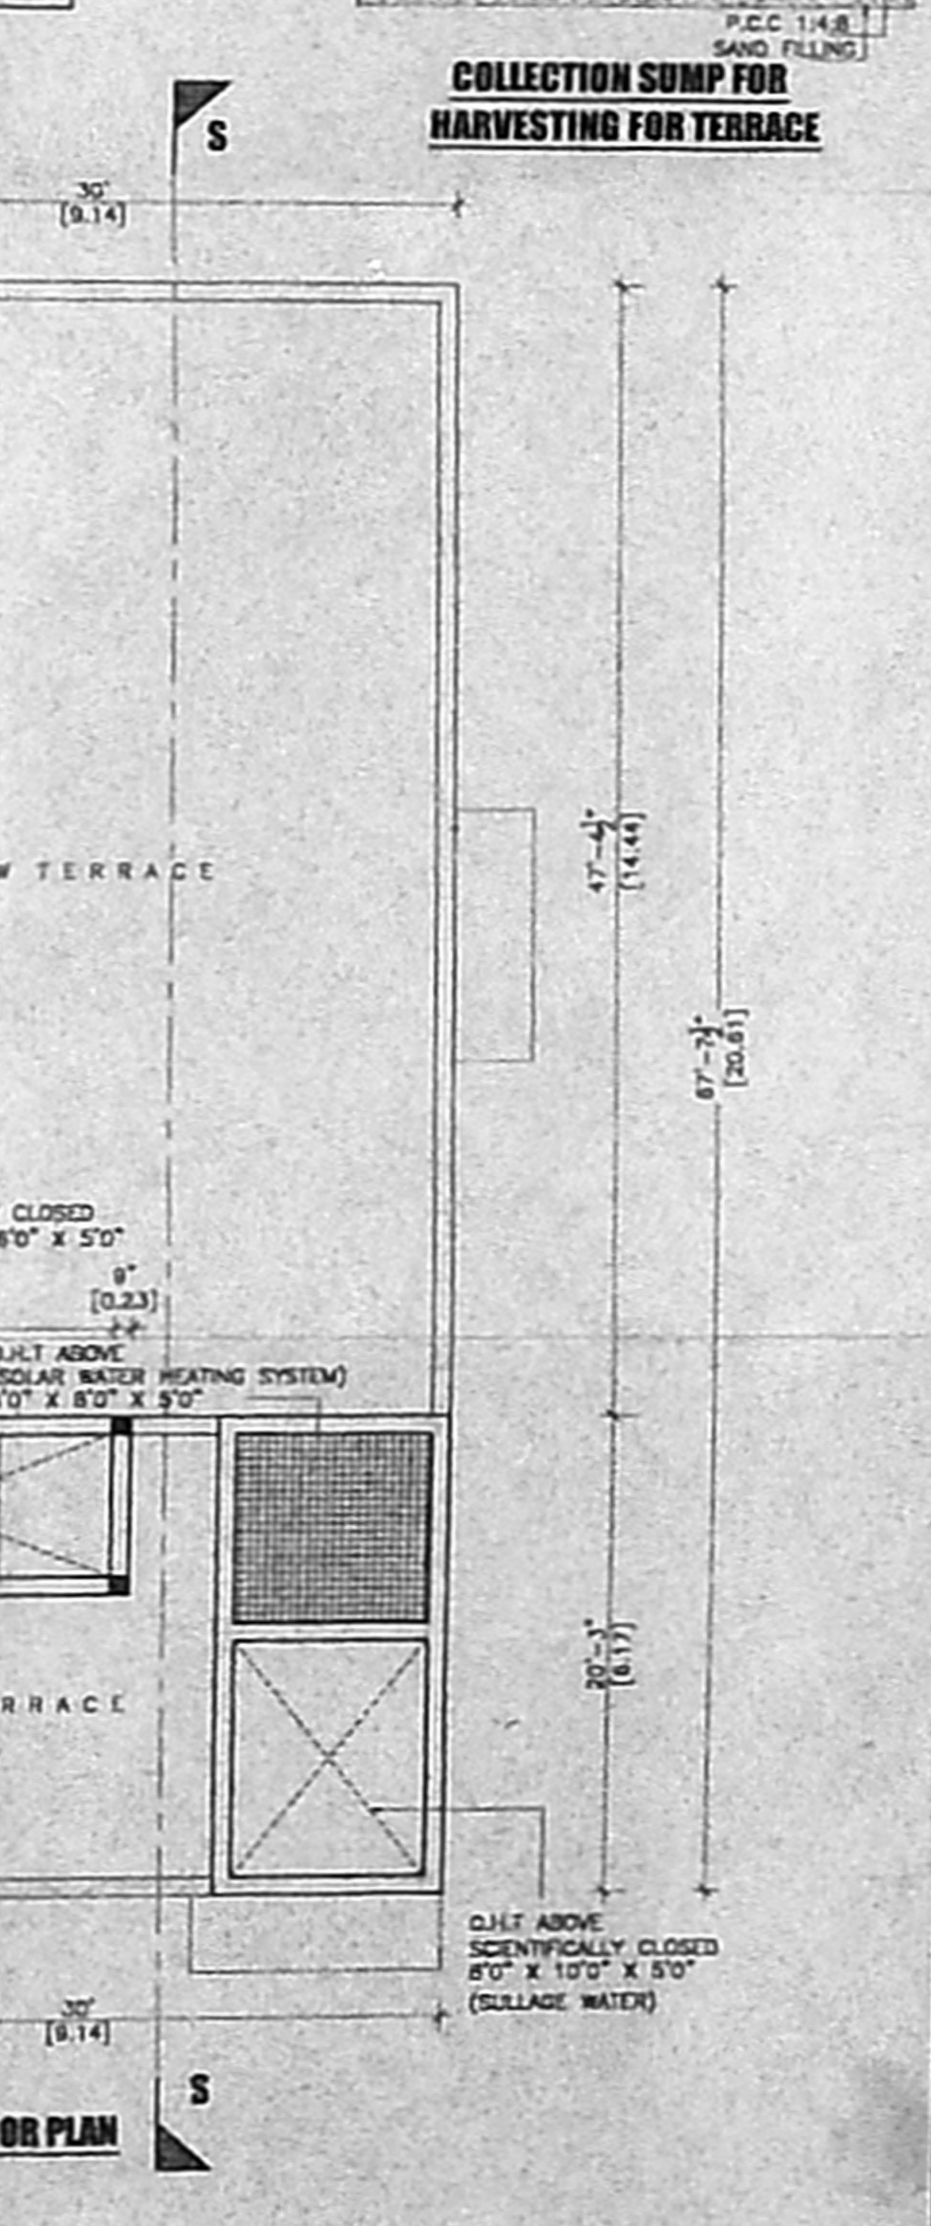 P.C.C 1:4:8
SAND FILLING
COLLECTION SUMP FOR
HARVESTING FOR TERRACE
S
30'
[9.14]
47'-4½"
[14.44]
TERRACE
67'-7½"
[20.61]
CLOSED
X 5'0"
9"
[0.23]
O.H.T ABOVE
SOLAR WATER HEATING SYSTEM)
X 8'0" X 5'0"
20'-3"
[6.17]
RRACE
O.H.T ABOVE
SCIENTIFICALLY CLOSED
8'0" X 10'0" X 5'0"
(SULLAGE WATER)
30'
[9.14]
S
OR PLAN